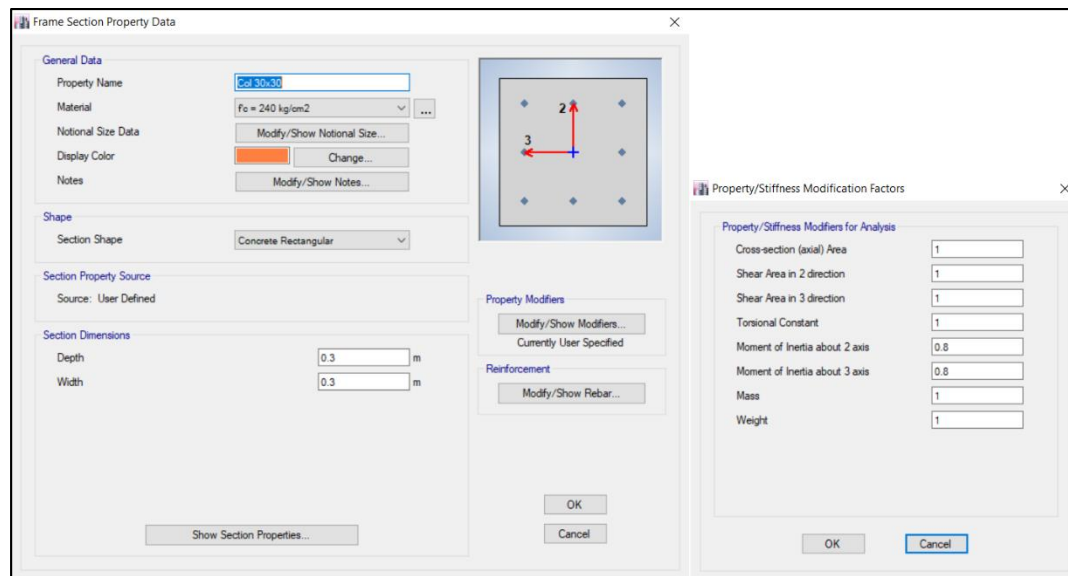 Frame Section Property Data
General Data
Property Name
Col 30x30
Material
f'c = 240 kg/cm2
...
Notional Size Data
Modify/Show Notional Size...
Display Color
Change...
Notes
Modify/Show Notes...
Shape
Section Shape
Concrete Rectangular
Section Property Source
Source: User Defined
Section Dimensions
Depth
0.3
m
Width
0.3
m
Show Section Properties...
2
3
Property Modifiers
Modify/Show Modifiers...
Currently User Specified
Reinforcement
Modify/Show Rebar...
OK
Cancel
Property/Stiffness Modification Factors
Property/Stiffness Modifiers for Analysis
Cross-section (axial) Area
1
Shear Area in 2 direction
1
Shear Area in 3 direction
1
Torsional Constant
1
Moment of Inertia about 2 axis
0.8
Moment of Inertia about 3 axis
0.8
Mass
1
Weight
1
OK
Cancel